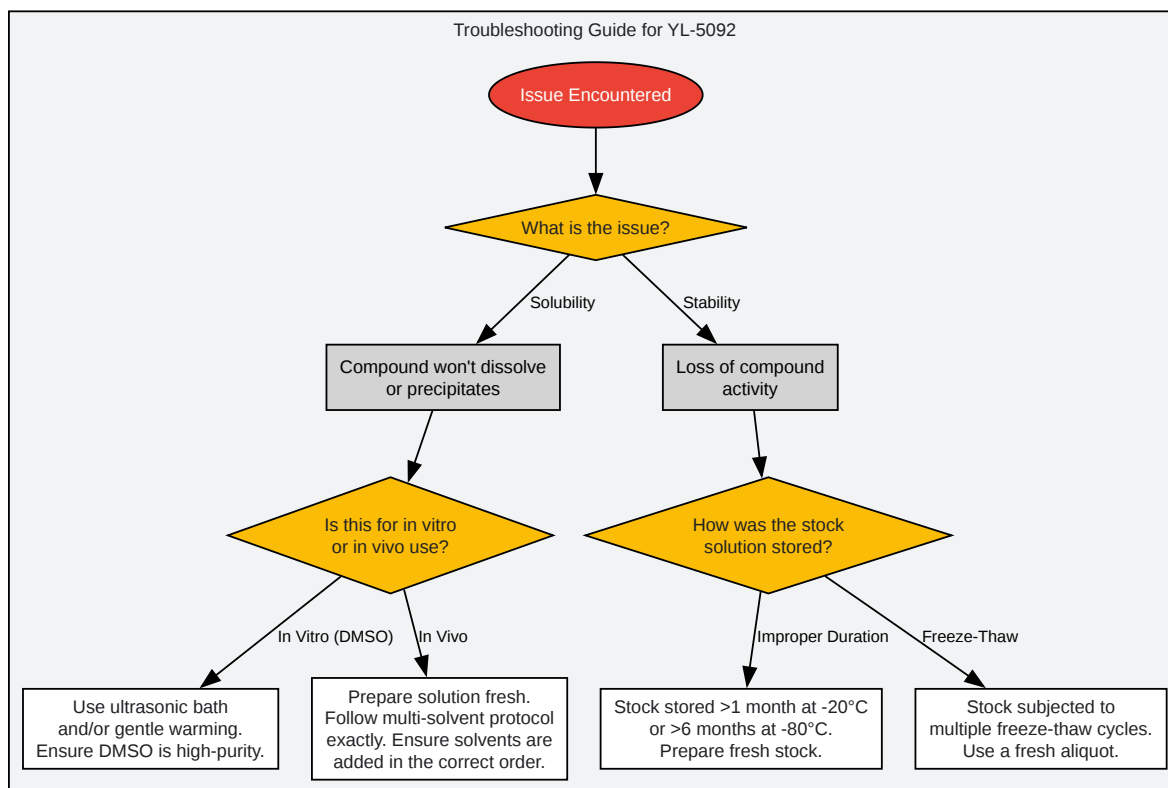 Troubleshooting Guide for YL-5092
Issue Encountered
What is the issue?
Solubility
Stability
Compound won't dissolve
or precipitates
Loss of compound
activity
Is this for in vitro
or in vivo use?
How was the stock
solution stored?
In Vitro (DMSO)
In Vivo
Improper Duration
Freeze-Thaw
Use ultrasonic bath
and/or gentle warming.
Ensure DMSO is high-purity.
Prepare solution fresh.
Follow multi-solvent protocol
exactly. Ensure solvents are
added in the correct order.
Stock stored >1 month at -20°C
or >6 months at -80°C.
Prepare fresh stock.
Stock subjected to
multiple freeze-thaw cycles.
Use a fresh aliquot.